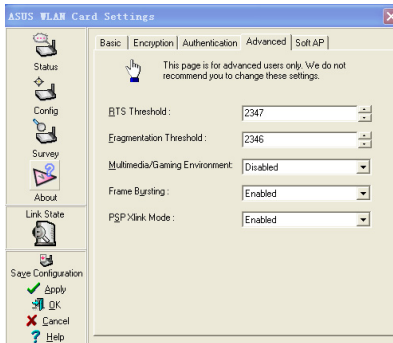 ASUS WLAN Card Settings
Status
Config
Survey
About
Link State
Save Configuration
Apply
OK
Cancel
Help
Basic Encryption Authentication Advanced Soft AP
This page is for advanced users only. We do not
recommend you to change these settings.
RTS Threshold : 2347
Fragmentation Threshold : 2346
Multimedia/Gaming Environment: Disabled
Frame Bursting : Enabled
PSP Xlink Mode : Enabled